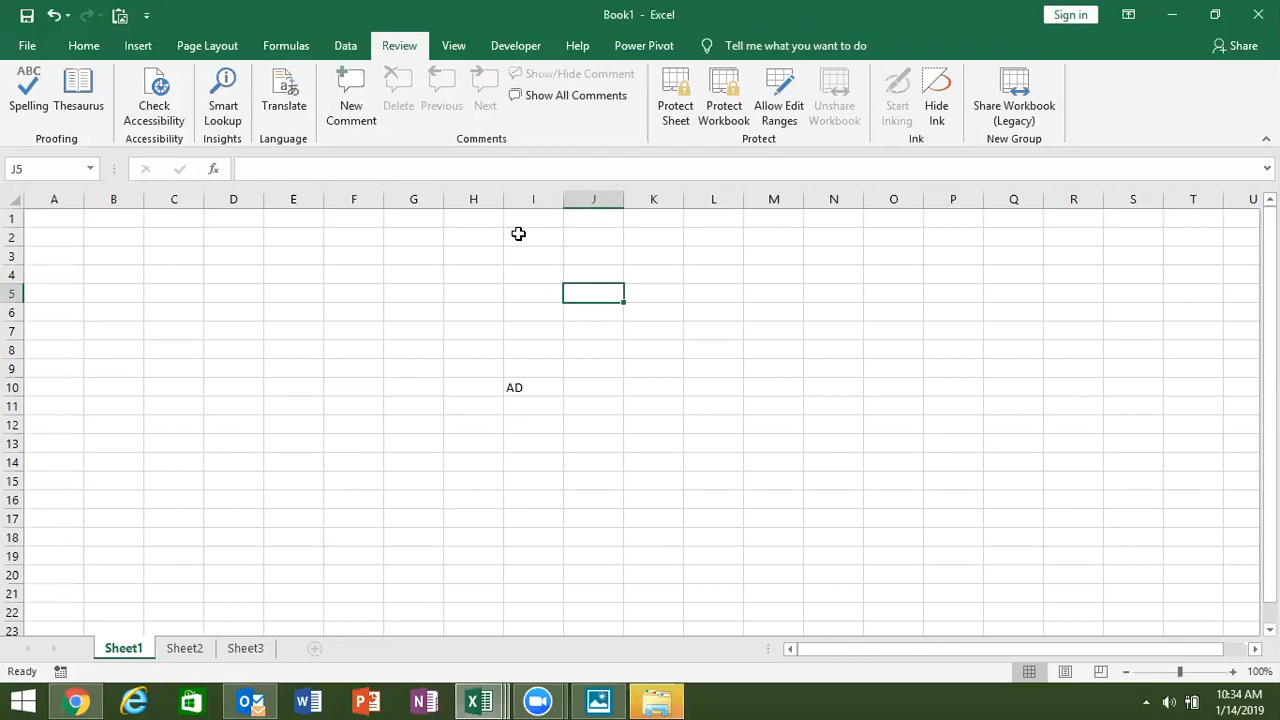 Book1 - Excel
Sign in
File Home Insert Page Layout Formulas Data Review View Developer Help Power Pivot Tell me what you want to do Share
ABC
Spelling Thesaurus
Proofing
Check Accessibility
Accessibility
Smart Lookup
Insights
Translate
Language
New Comment Delete Previous Next
Show/Hide Comment
Show All Comments
Comments
Protect Sheet Protect Workbook Allow Edit Ranges Unshare Workbook
Protect
Start Inking Hide Ink
Ink
Share Workbook (Legacy)
New Group
J5
fx
A B C D E F G H I J K L M N O P Q R S T U
1
2
3
4
5
6
7
8
9
10 AD
11
12
13
14
15
16
17
18
19
20
21
22
23
Sheet1 Sheet2 Sheet3
Ready
100%
10:34 AM
1/14/2019